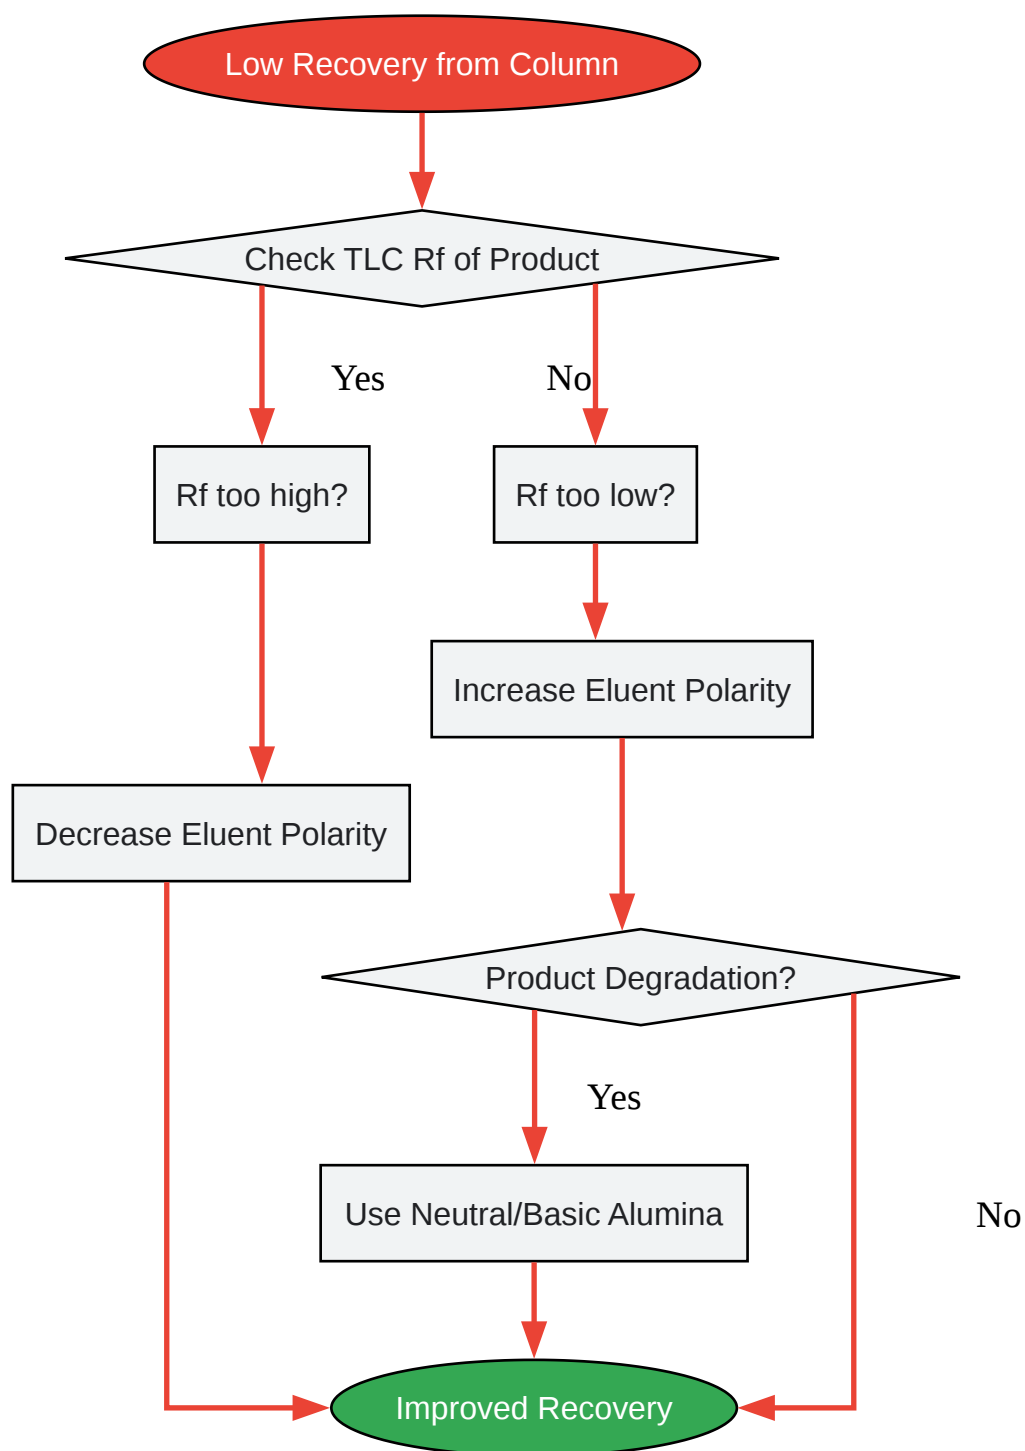 Low Recovery from Column
Check TLC Rf of Product
Yes
No
Rf too high?
Rf too low?
Increase Eluent Polarity
Decrease Eluent Polarity
Product Degradation?
Yes
Use Neutral/Basic Alumina
No
Improved Recovery